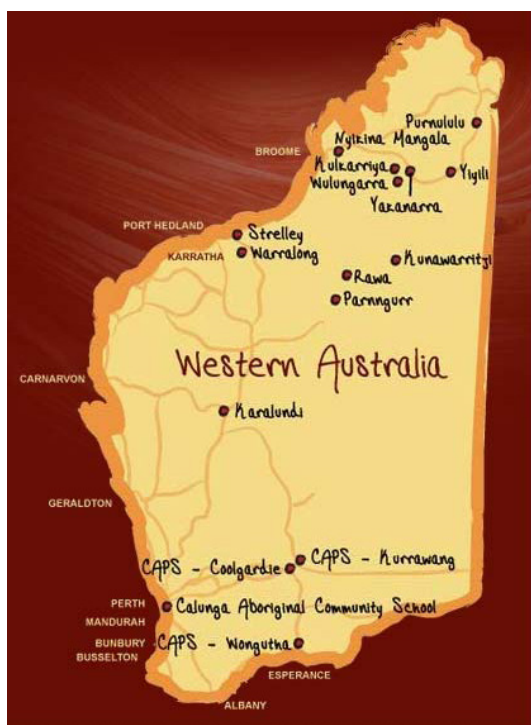 Purnululu
Nyikina Mangala
BROOME
Kulkarriya
Yiyili
Wulungarra
Yakanarra
PORT HEDLAND
Strelley
KARRATHA
Warralong
Kunawarritji
Rawa
Parnngurr
Western Australia
CARNARVON
Karalundi
GERALDTON
CAPS - Kurrawang
CAPS - Coolgardie
PERTH
Calunga Aboriginal Community School
MANDURAH
BUNBURY
CAPS - Wongutha
BUSSELTON
ESPERANCE
ALBANY